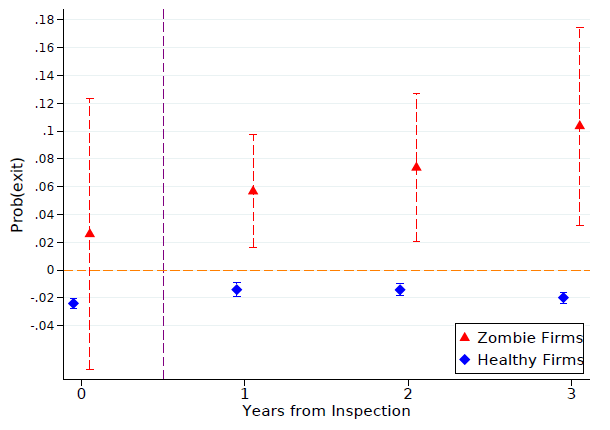 .18
.16
.14
.12
.1
.08
.06
.04
.02
0
-.02
-.04
Prob(exit)
Zombie Firms
Healthy Firms
0 1 2 3
Years from Inspection